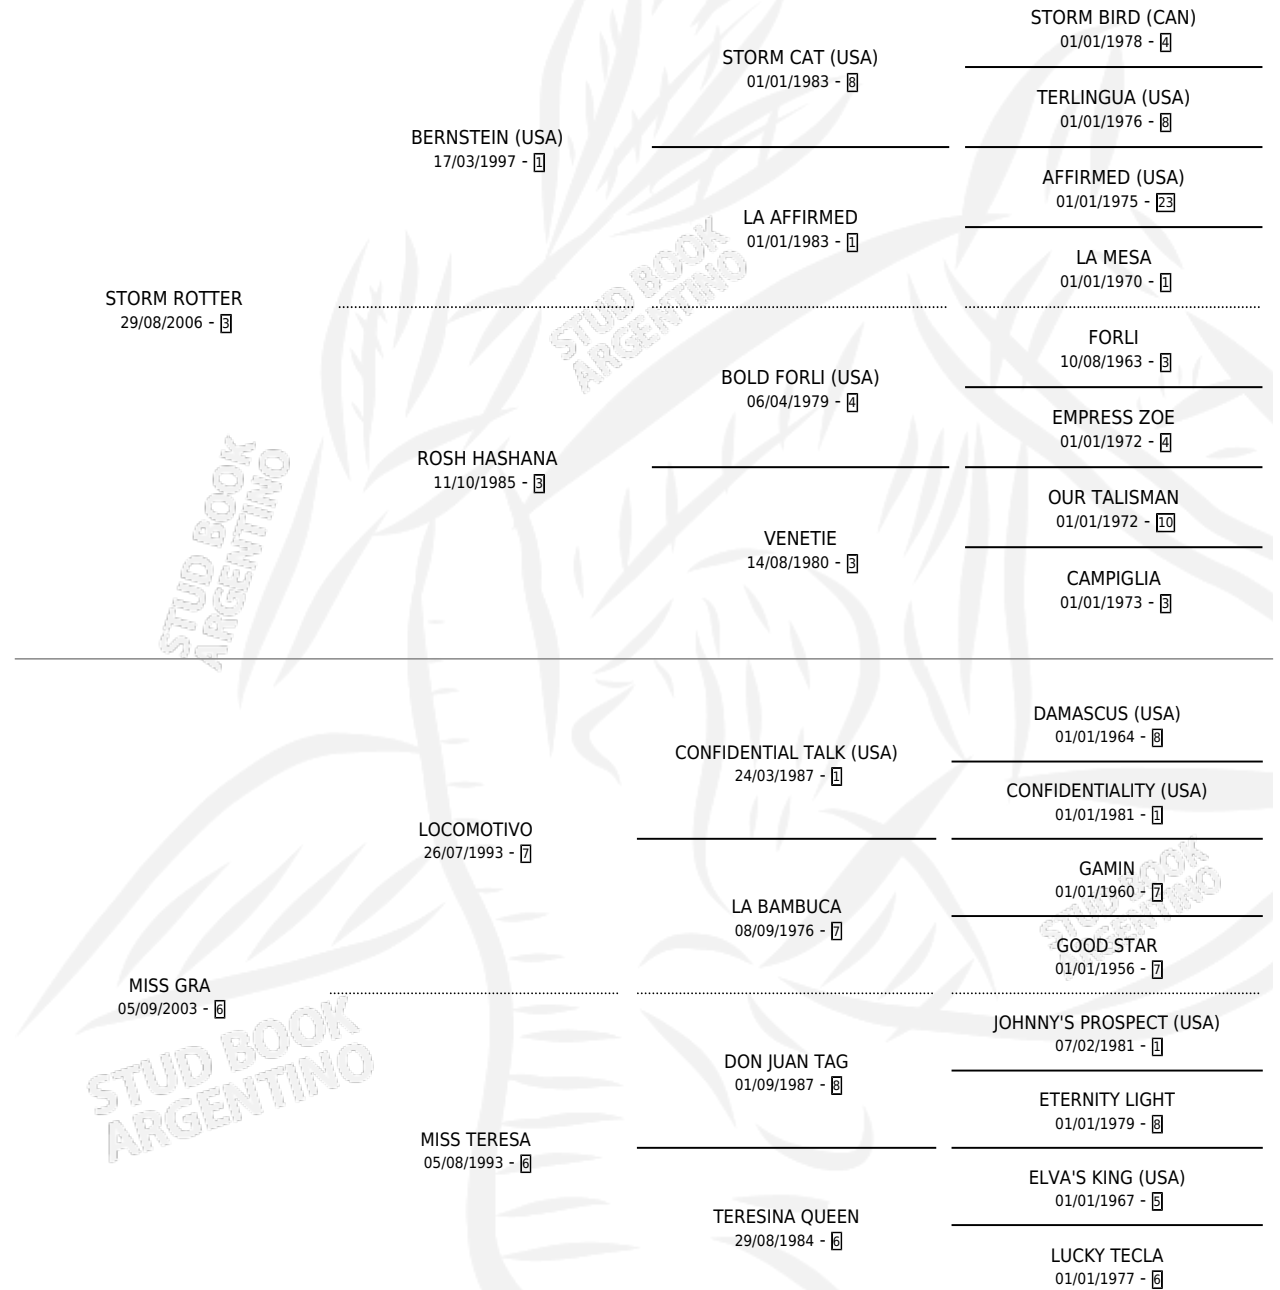 STORM BIRD (CAN)
01/01/1978 - 4
STORM CAT (USA)
01/01/1983 - 8
TERLINGUA (USA)
01/01/1976 - 8
BERNSTEIN (USA)
17/03/1997 - 1
AFFIRMED (USA)
01/01/1975 - 23
LA AFFIRMED
01/01/1983 - 1
LA MESA
01/01/1970 - 1
STORM ROTTER
29/08/2006 - 3
FORLI
10/08/1963 - 3
BOLD FORLI (USA)
06/04/1979 - 4
EMPRESS ZOE
01/01/1972 - 4
ROSH HASHANA
11/10/1985 - 3
OUR TALISMAN
01/01/1972 - 10
VENETIE
14/08/1980 - 3
CAMPIGLIA
01/01/1973 - 3
STUD BOOK
ARGENTINO
STUD BOOK
ARGENTINO
DAMASCUS (USA)
01/01/1964 - 8
CONFIDENTIAL TALK (USA)
24/03/1987 - 1
CONFIDENTIALITY (USA)
01/01/1981 - 1
LOCOMOTIVO
26/07/1993 - 7
GAMIN
01/01/1960 - 7
LA BAMBUCA
08/09/1976 - 7
GOOD STAR
01/01/1956 - 7
STUD BOOK
ARGENTINO
MISS GRA
05/09/2003 - 6
JOHNNY'S PROSPECT (USA)
07/02/1981 - 1
DON JUAN TAG
01/09/1987 - 8
ETERNITY LIGHT
01/01/1979 - 8
STUD BOOK
ARGENTINO
MISS TERESA
05/08/1993 - 6
ELVA'S KING (USA)
01/01/1967 - 5
TERESINA QUEEN
29/08/1984 - 6
LUCKY TECLA
01/01/1977 - 6